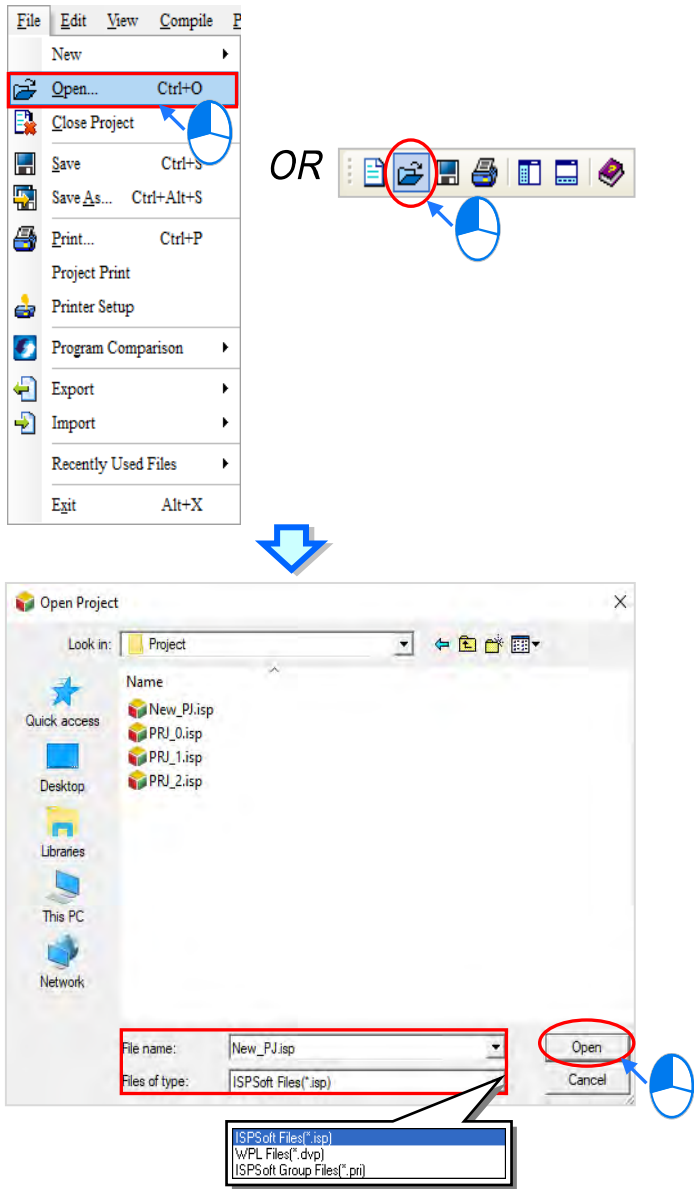 File Edit View Compile P
New
Open... Ctrl+O
Close Project
Save Ctrl+S
Save As... Ctrl+Alt+S
Print... Ctrl+P
Project Print
Printer Setup
Program Comparison
Export
Import
Recently Used Files
Exit Alt+X
OR
Open Project
Look in: Project
Name
New_PJ.isp
PRJ_0.isp
PRJ_1.isp
PRJ_2.isp
Quick access
Desktop
Libraries
This PC
Network
File name: New_PJ.isp Open
Files of type: ISPSoft Files(*.isp) Cancel
ISPSoft Files(*.isp)
WPL Files(*.dvp)
ISPSoft Group Files(*.pri)